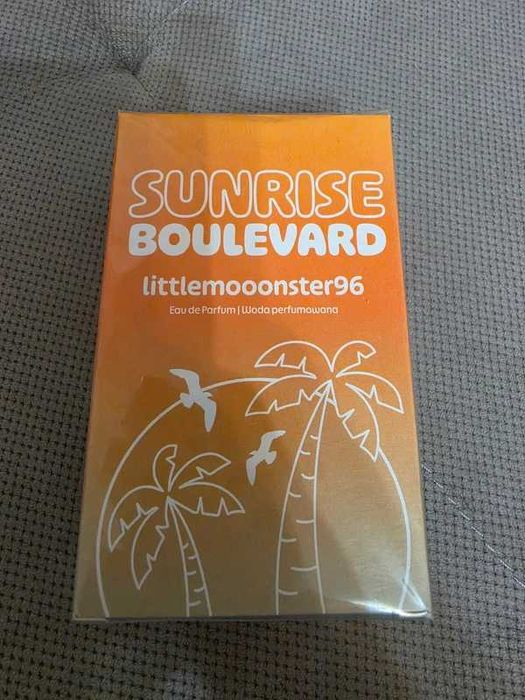 SUNRISE
BOULEVARD
littlemooonster96
Eau de Parfum | Woda perfumowana